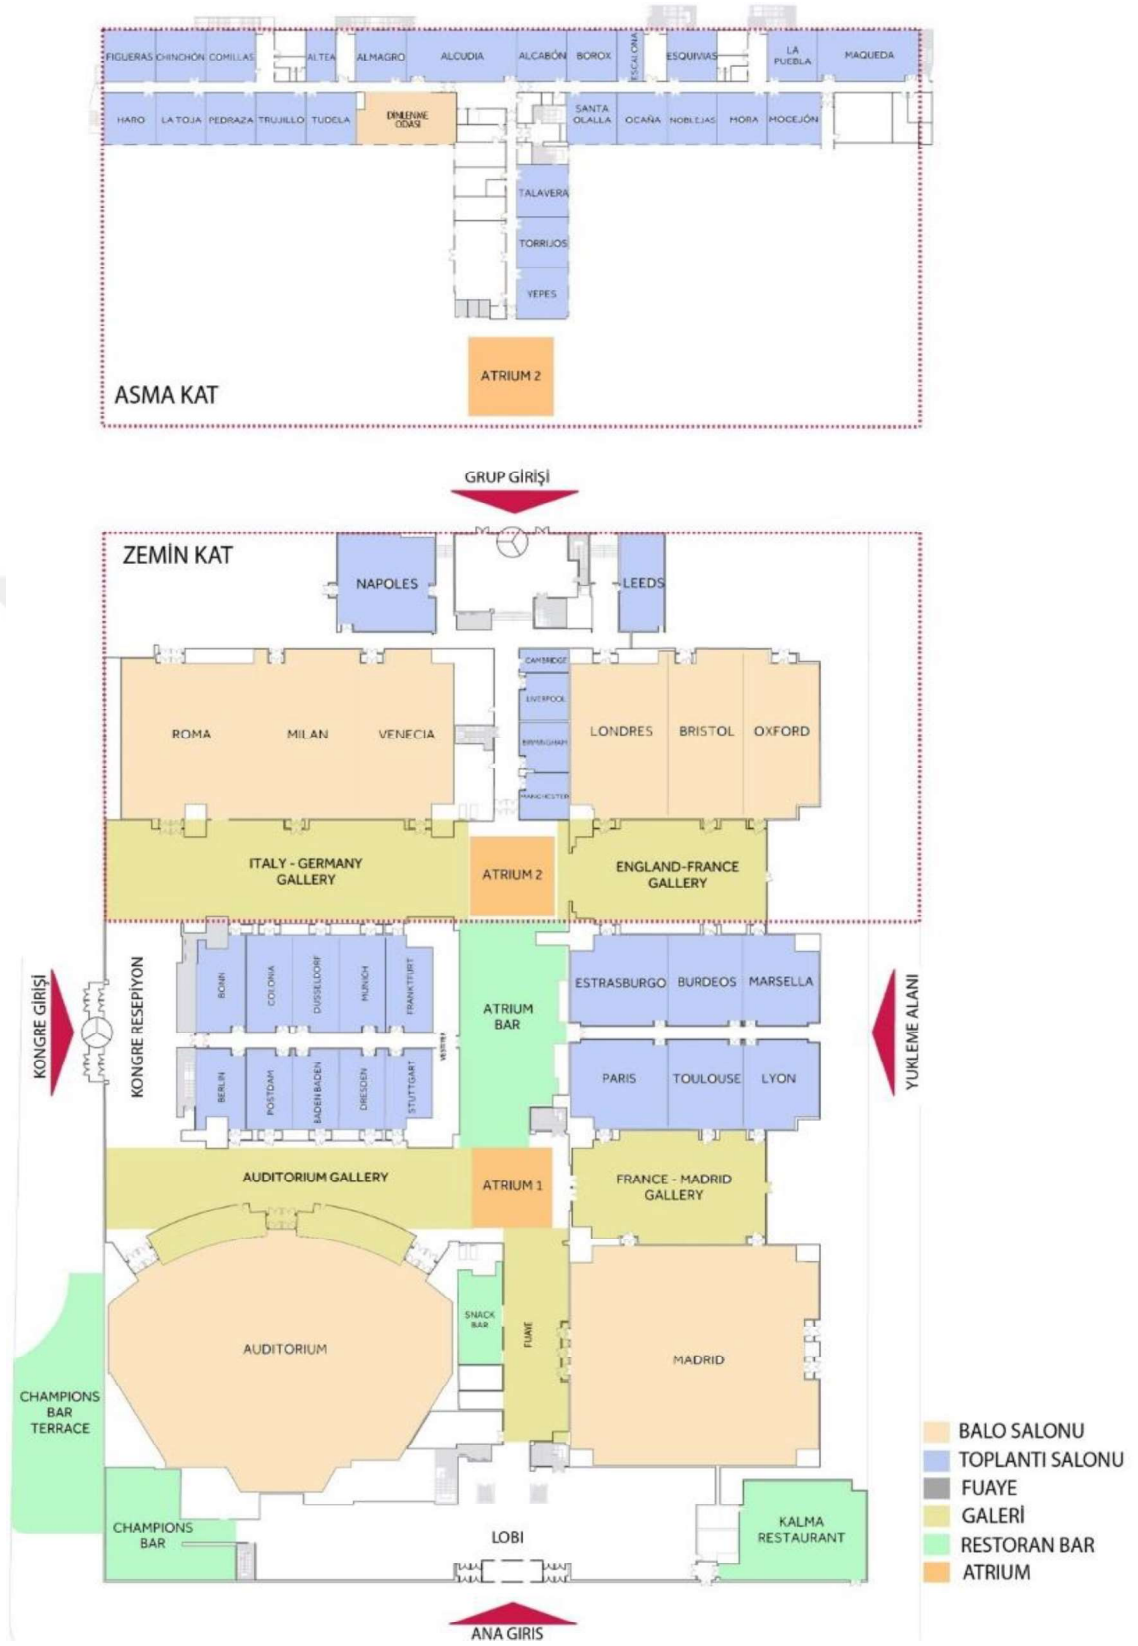 FIGUERAS CHINCHÓN COMILLAS ALTEA ALMAGRO ALCUDIA ALCABÓN BOROX ESCALONA ESQUIVIAS LA PUEBLA MAQUEDA
HARO LA TOJA PEDRAZA TRUJILLO TUDELA DİNLENME ODASI SANTA OLALLA OCAÑA NOBLEJAS MORA MOCEJÓN
TALAVERA
TORRIJOS
YEPES
ATRIUM 2
ASMA KAT
GRUP GİRİŞİ
ZEMİN KAT
NAPOLES
LEEDS
CAMBRIDGE
LIVERPOOL
ROMA MILAN VENECIA
BIRMINGHAM
LONDRES BRISTOL OXFORD
MANCHESTER
ITALY - GERMANY
GALLERY
ATRIUM 2
ENGLAND-FRANCE
GALLERY
KONGRE GİRİŞİ
KONGRE RESEPİYON
BONN COLONIA DUSSELDORF MUNICH FRANKTFURT
ATRIUM
BAR
ESTRASBURGO BURDEOS MARSELLA
YUKLEME ALANI
BERLIN POSTDAM BADEN BADEN DRESDEN STUTTGART
PARIS TOULOUSE LYON
AUDITORIUM GALLERY
ATRIUM 1
FRANCE - MADRID
GALLERY
SNACK
BAR
FUAYE
AUDITORIUM
MADRID
CHAMPIONS
BAR
TERRACE
CHAMPIONS
BAR
LOBI
KALMA
RESTAURANT
ANA GIRIS
BALO SALONU
TOPLANTI SALONU
FUAYE
GALERİ
RESTORAN BAR
ATRIUM